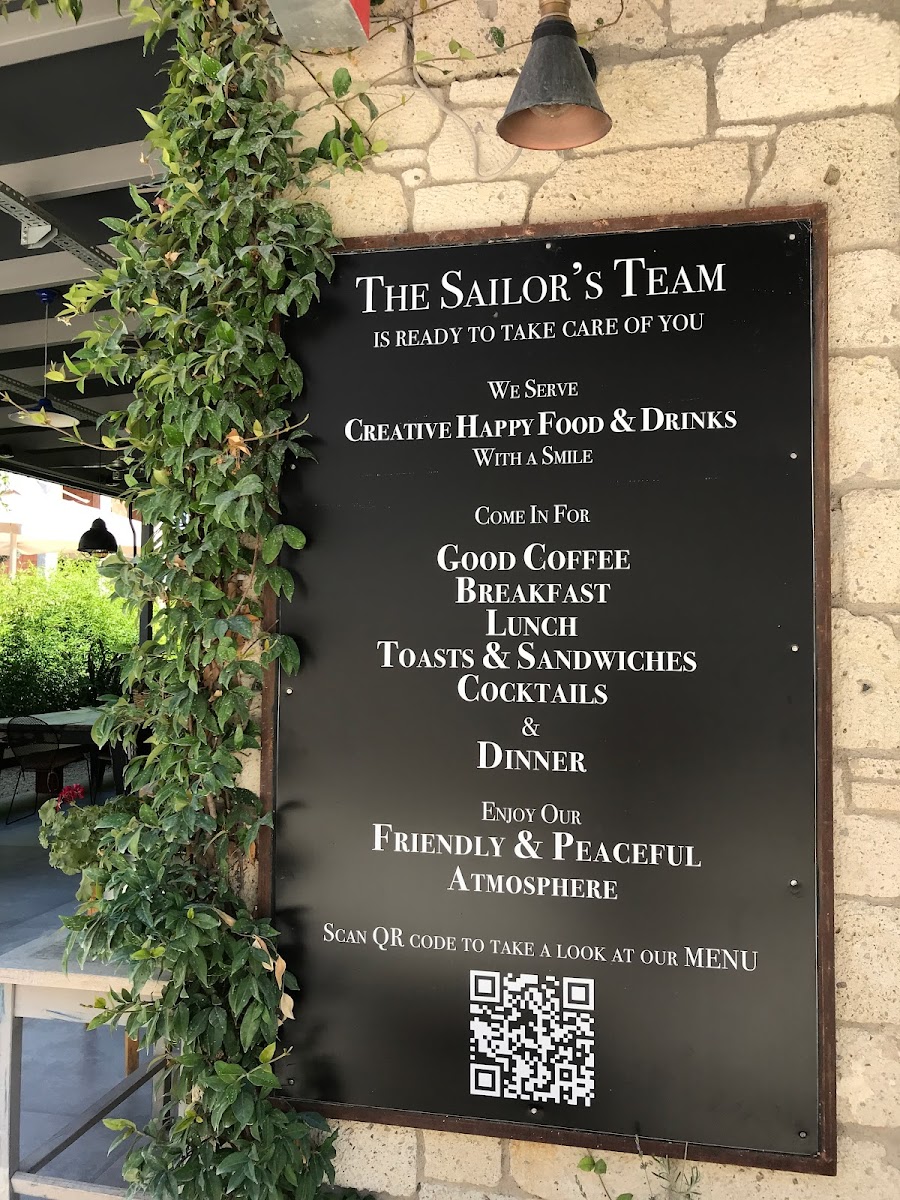 The Sailor's Team
is ready to take care of you
We Serve
Creative Happy Food & Drinks
With a Smile
Come In For
Good Coffee
Breakfast
Lunch
Toasts & Sandwiches
Cocktails
&
Dinner
Enjoy Our
Friendly & Peaceful
Atmosphere
Scan QR code to take a look at our MENU